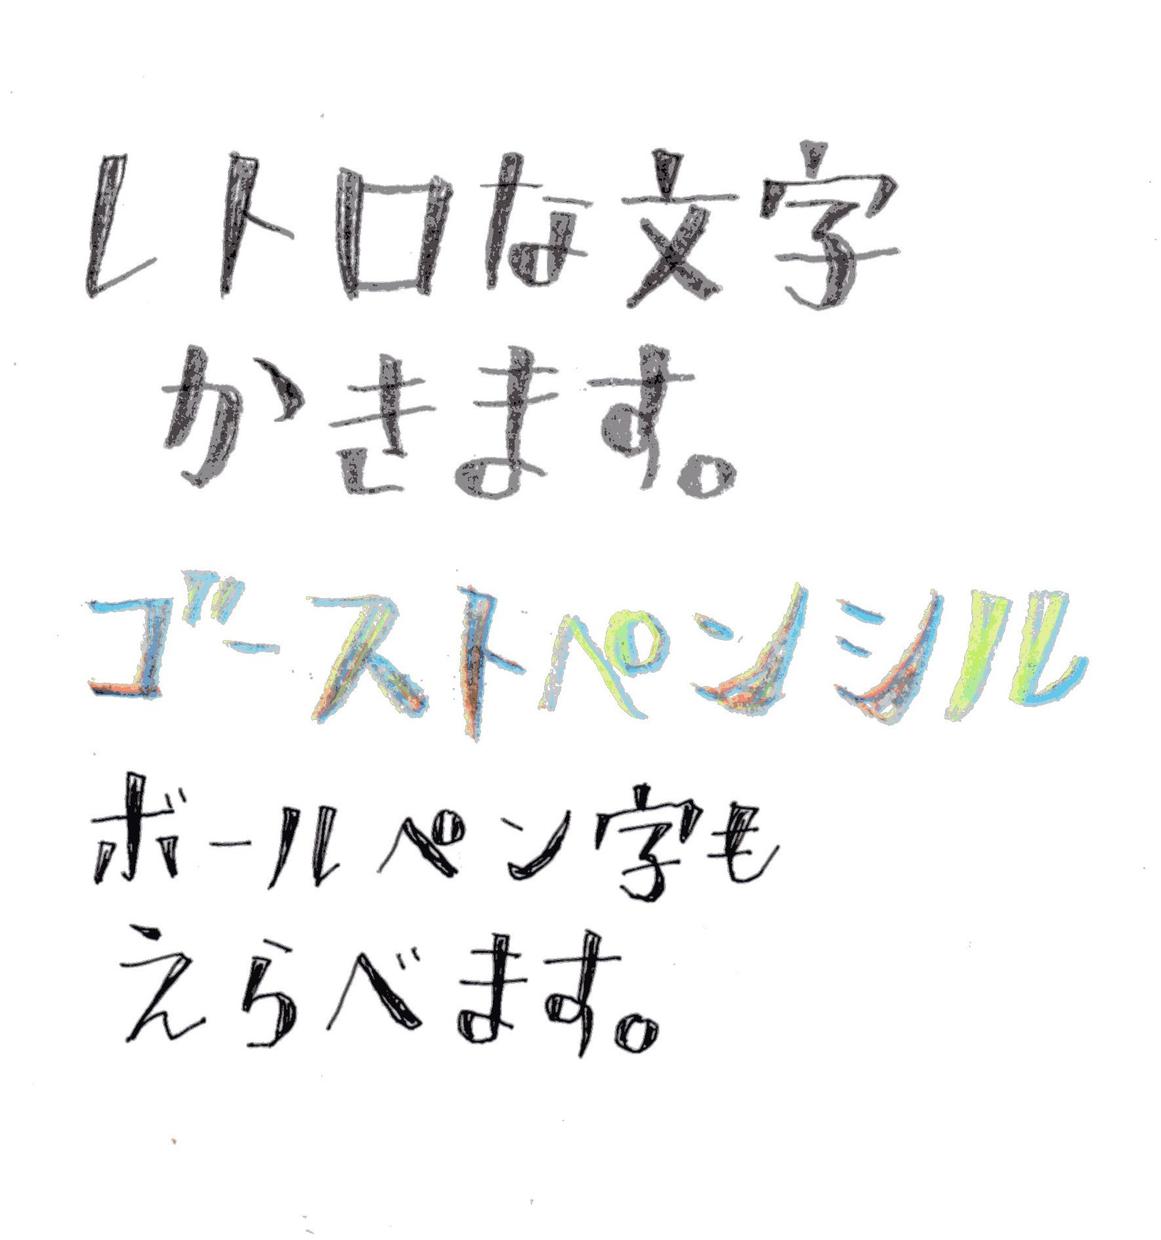 レトロな文字
かきます。
ゴーストペンシル
ボールペン字も
えらべます。